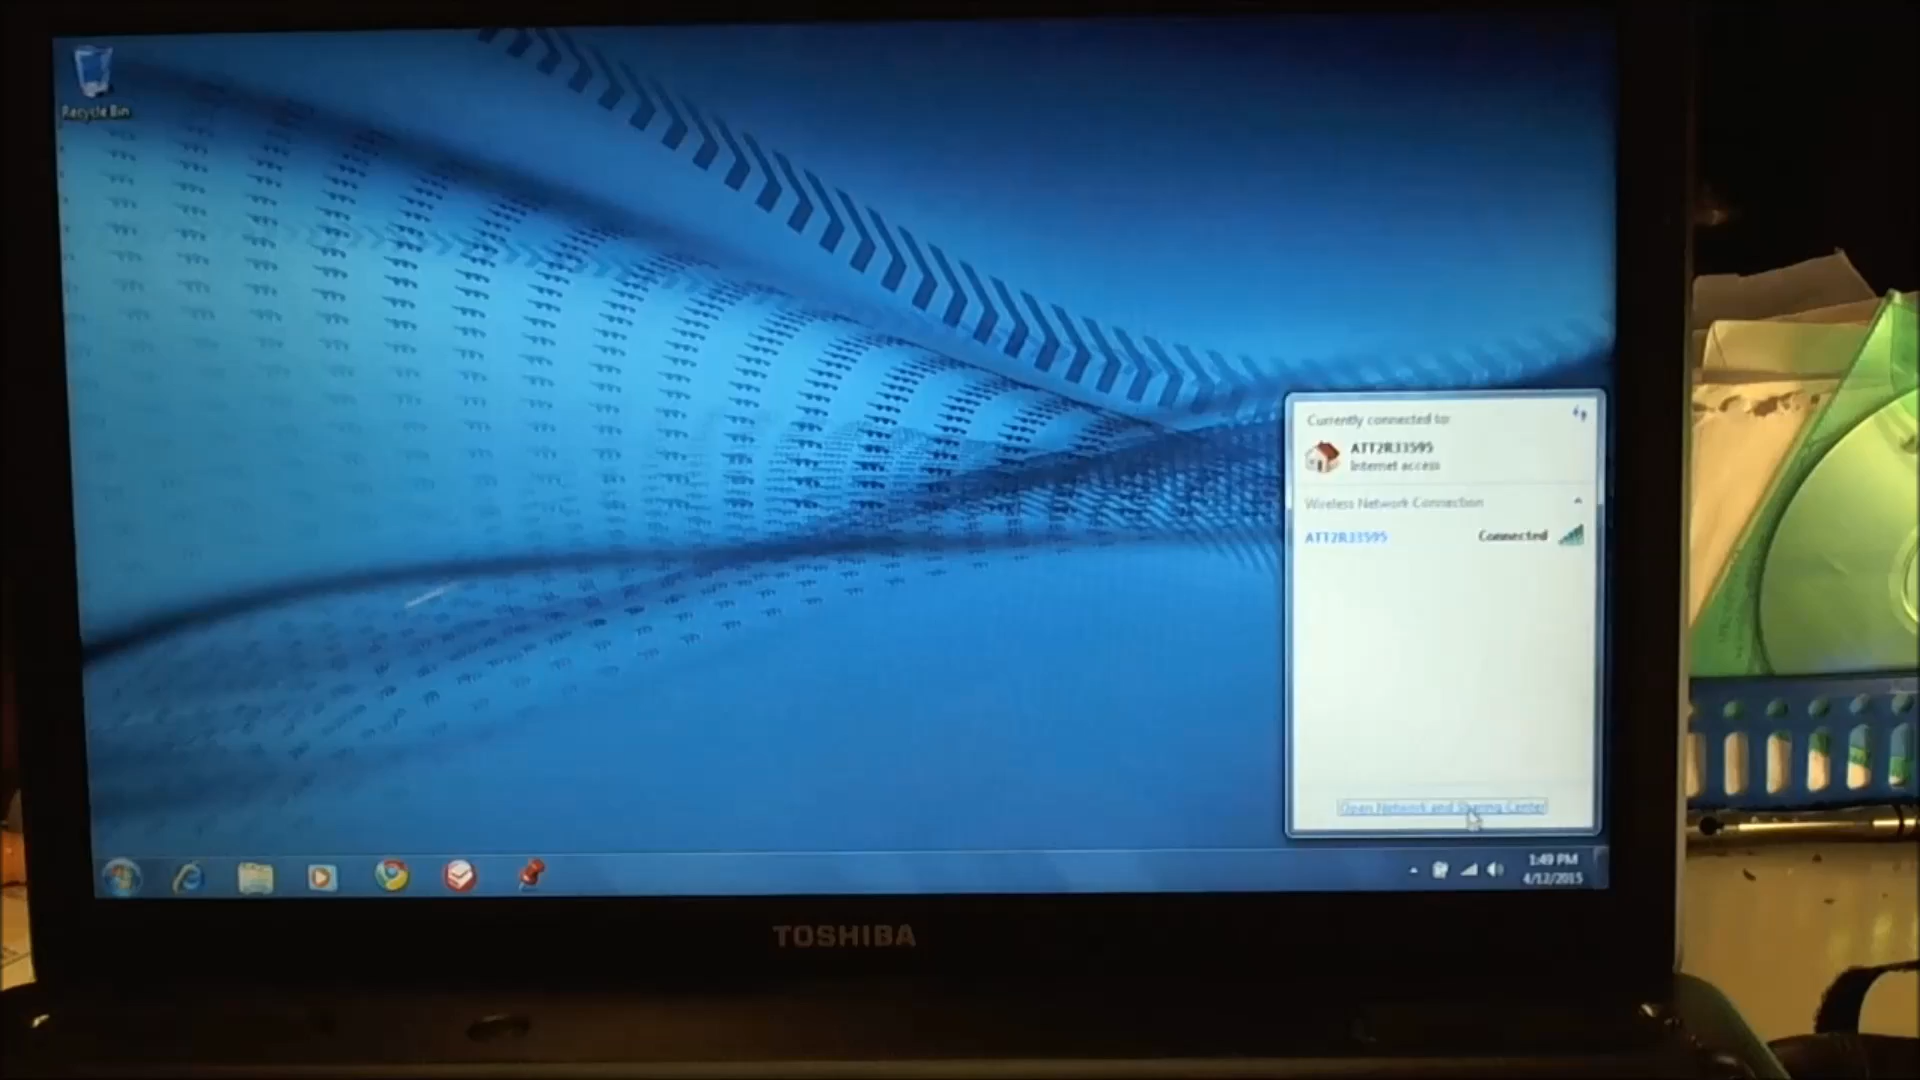 Recycle Bin
Currently connected to:
ATT2R33595
Internet access
Wireless Network Connection
ATT2R33595 Connected
Open Network and Sharing Center
1:49 PM
4/12/2015
TOSHIBA